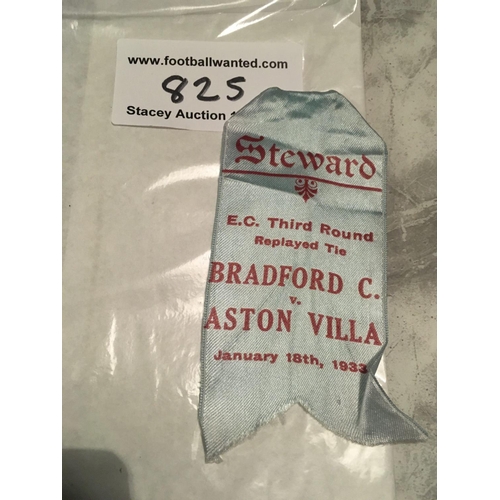 www.footballwanted.com
825
Stacey Auction
Steward
E.C. Third Round
Replayed Tie
BRADFORD C.
v.
ASTON VILLA
January 18th, 1933